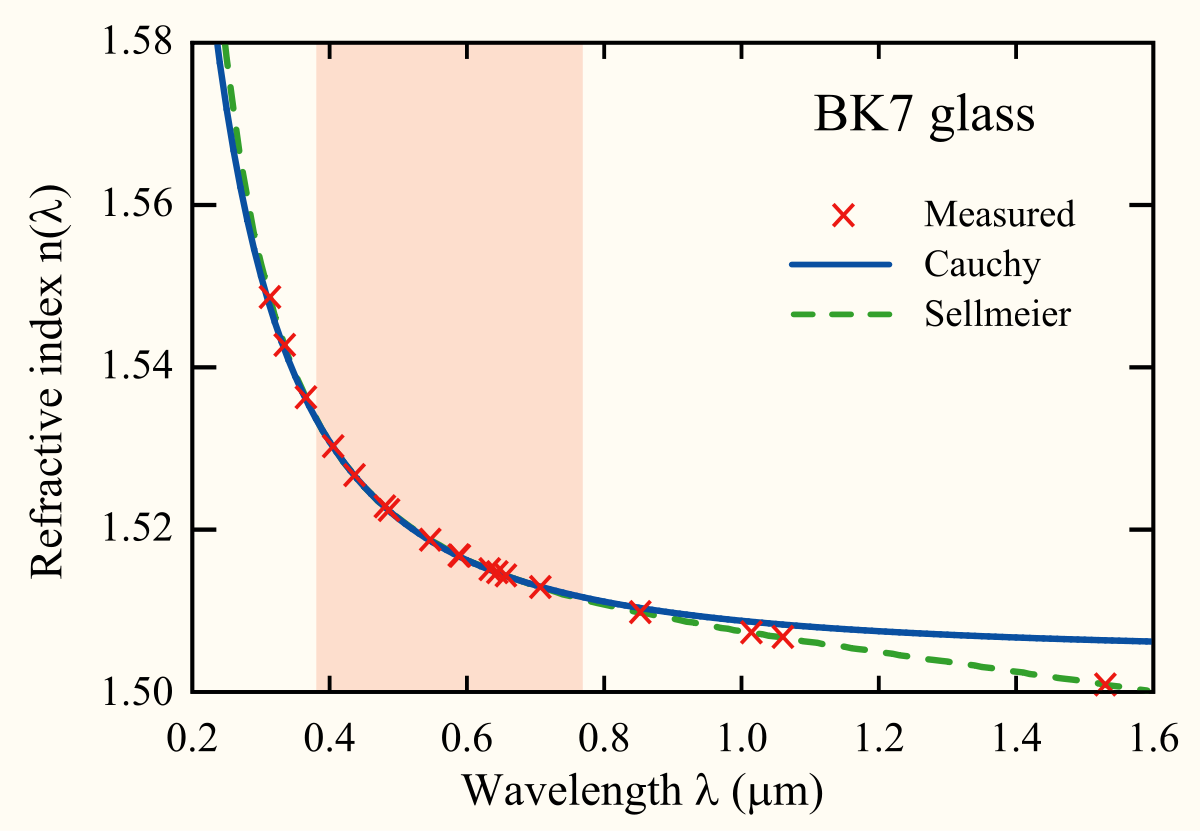 1.58
1.56
1.54
1.52
1.50
Refractive index n(λ)
BK7 glass
Measured
Cauchy
Sellmeier
0.2 0.4 0.6 0.8 1.0 1.2 1.4 1.6
Wavelength λ (μm)